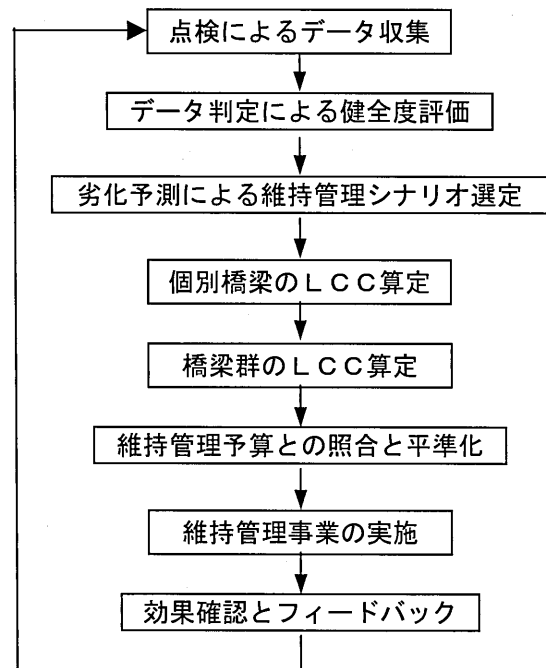 点検によるデータ収集
データ判定による健全度評価
劣化予測による維持管理シナリオ選定
個別橋梁のLCC算定
橋梁群のLCC算定
維持管理予算との照合と平準化
維持管理事業の実施
効果確認とフィードバック